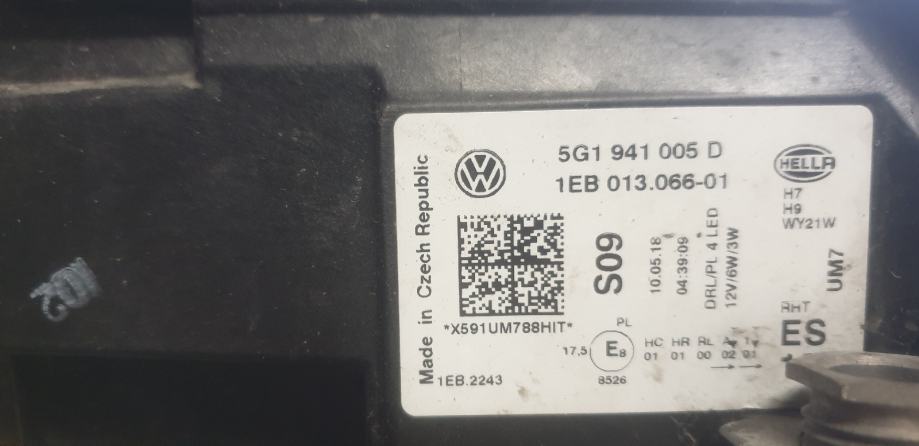 5G1 941 005 D
1EB 013.066-01
HELLA
H7
H9
WY21W
Made in Czech Republic
S09
10.05.18
04:39:09
DRL/PL 4 LED
12V/6W/3W
UM7
*X591UM788HIT*
RHT
ES
PL
17,5
E8
HC HR RL A 1
01 01 00 02 01
8526
1EB.2243